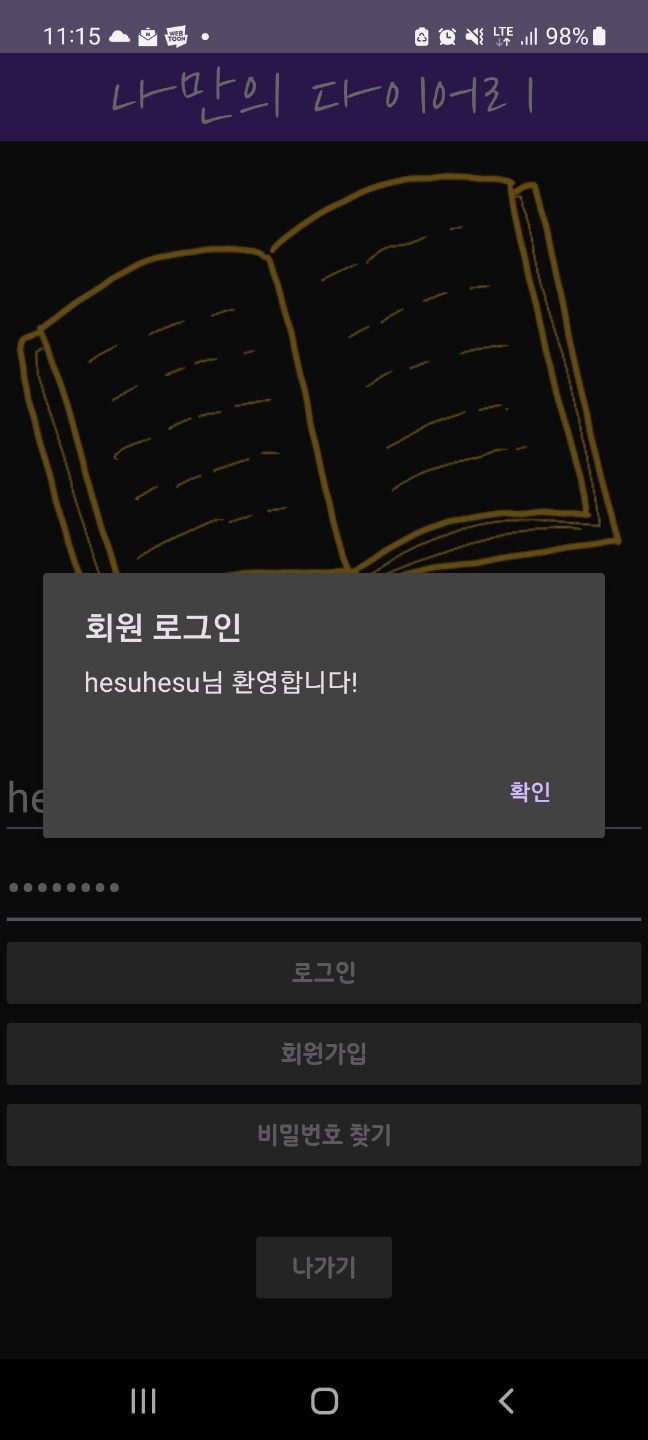 11:15 LTE 98%
나만의 다이어리
회원 로그인
hesuhesu님 환영합니다!
확인
he
••••••••
로그인
회원가입
비밀번호 찾기
나가기